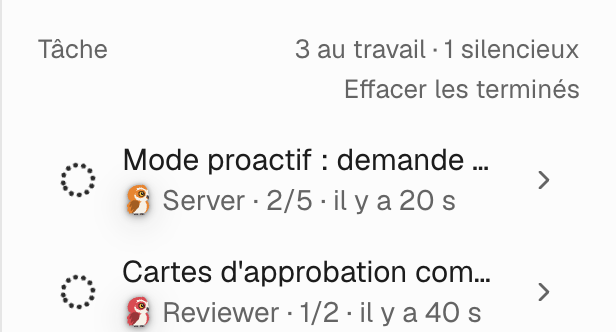 Tâche
3 au travail · 1 silencieux
Effacer les terminés
Mode proactif : demande ...
Server · 2/5 · il y a 20 s
Cartes d'approbation com...
Reviewer · 1/2 · il y a 40 s